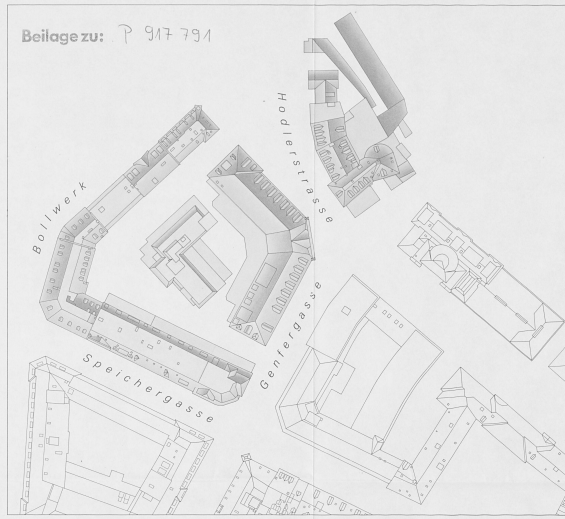 Beilage zu: P 917 791
Hodlerstrasse
Bollwerk
Genfergasse
Speichergasse